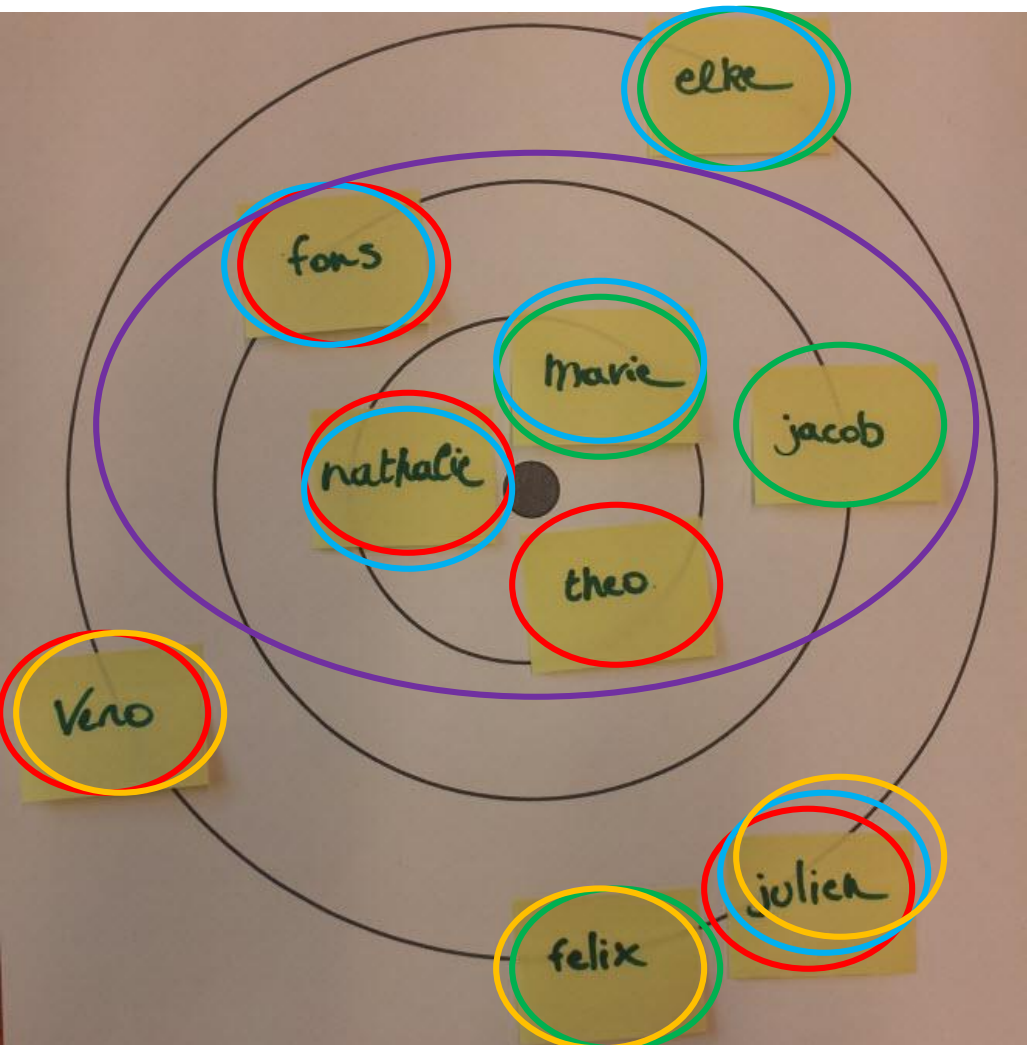 elke
fons
marie
jacob
nathalie
theo
Vero
julien
felix